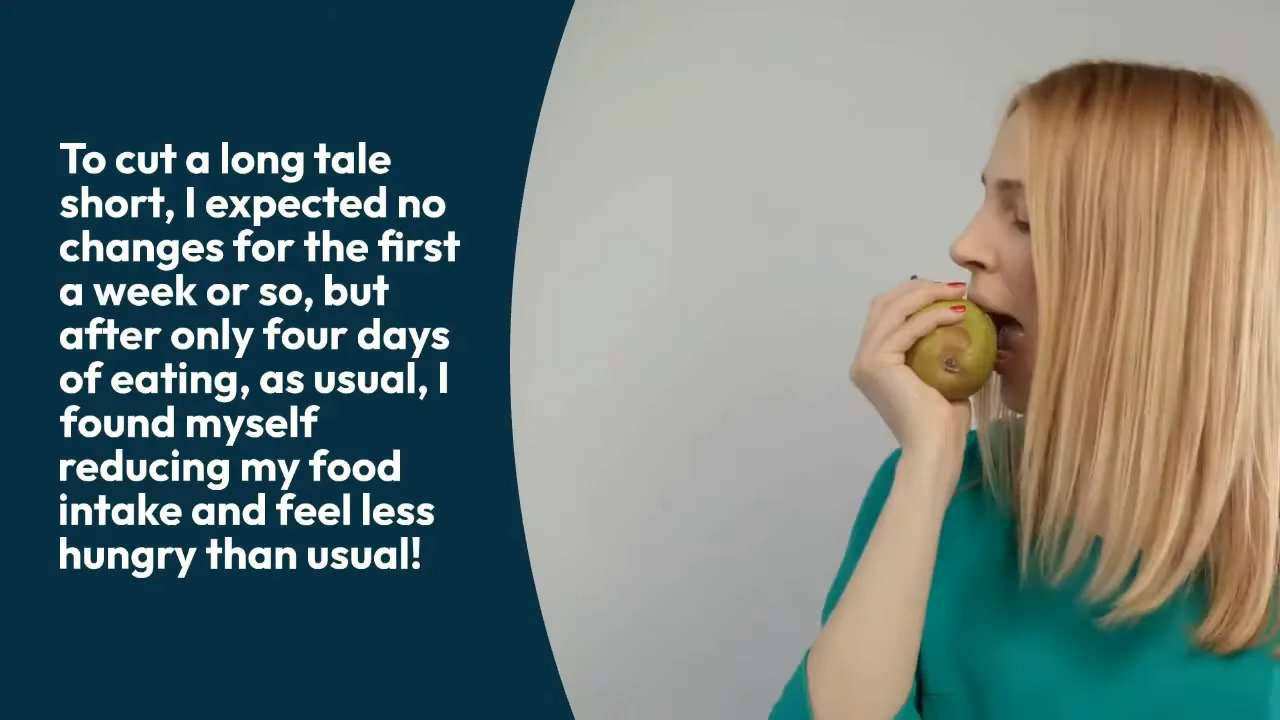 To cut a long tale
short, I expected no
changes for the first
a week or so, but
after only four days
of eating, as usual, I
found myself
reducing my food
intake and feel less
hungry than usual!